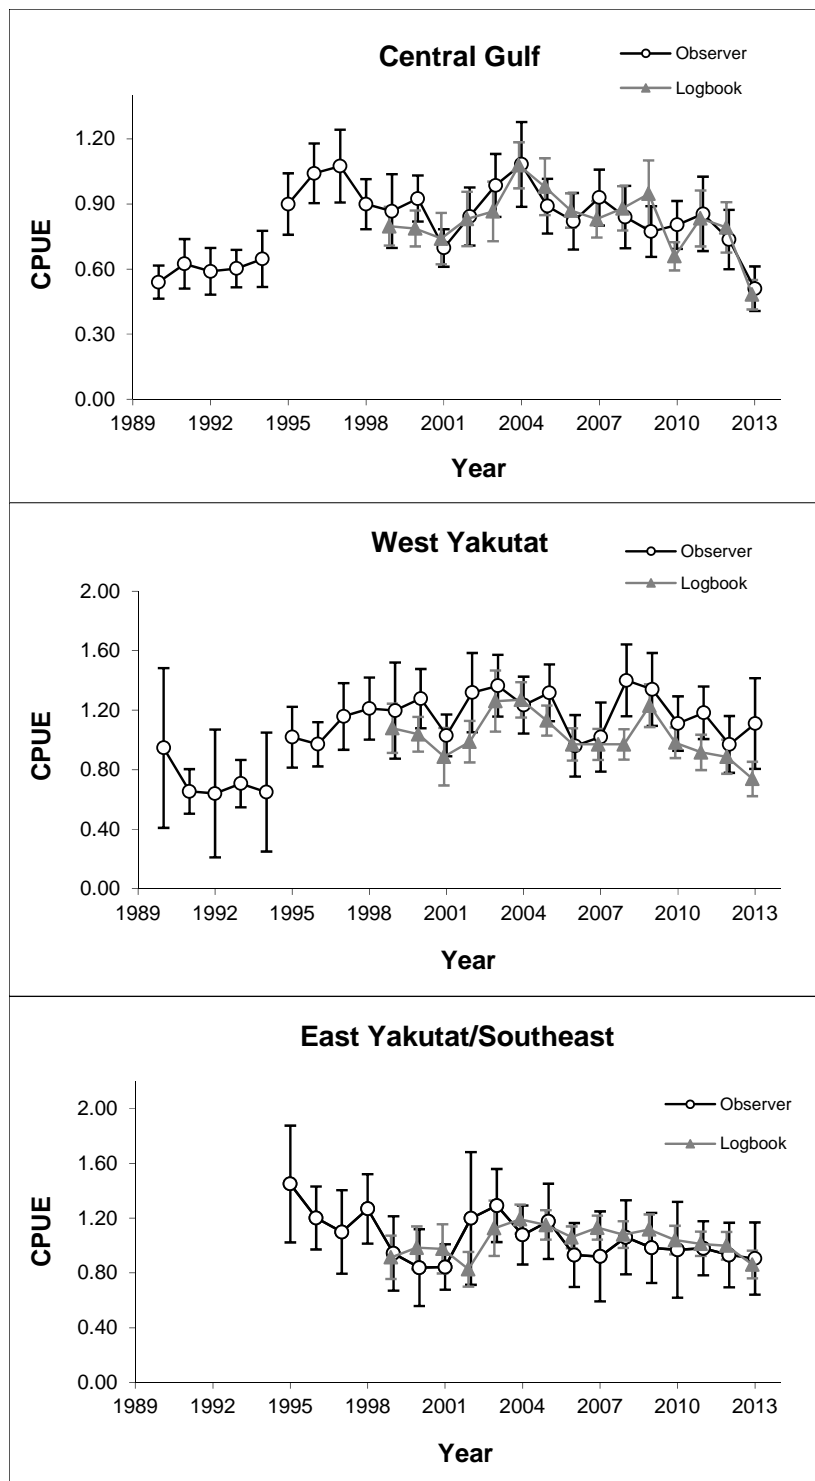 Central Gulf
Observer
Logbook
1.20
0.90
0.60
0.30
0.00
CPUE
1989 1992 1995 1998 2001 2004 2007 2010 2013
Year
West Yakutat
Observer
Logbook
2.00
1.60
1.20
0.80
0.40
0.00
CPUE
1989 1992 1995 1998 2001 2004 2007 2010 2013
Year
East Yakutat/Southeast
Observer
Logbook
2.00
1.60
1.20
0.80
0.40
0.00
CPUE
1989 1992 1995 1998 2001 2004 2007 2010 2013
Year